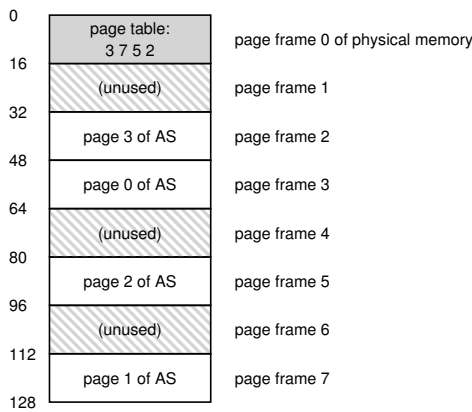 0
page table:
3 7 5 2
page frame 0 of physical memory
16
(unused)
page frame 1
32
page 3 of AS
page frame 2
48
page 0 of AS
page frame 3
64
(unused)
page frame 4
80
page 2 of AS
page frame 5
96
(unused)
page frame 6
112
page 1 of AS
page frame 7
128